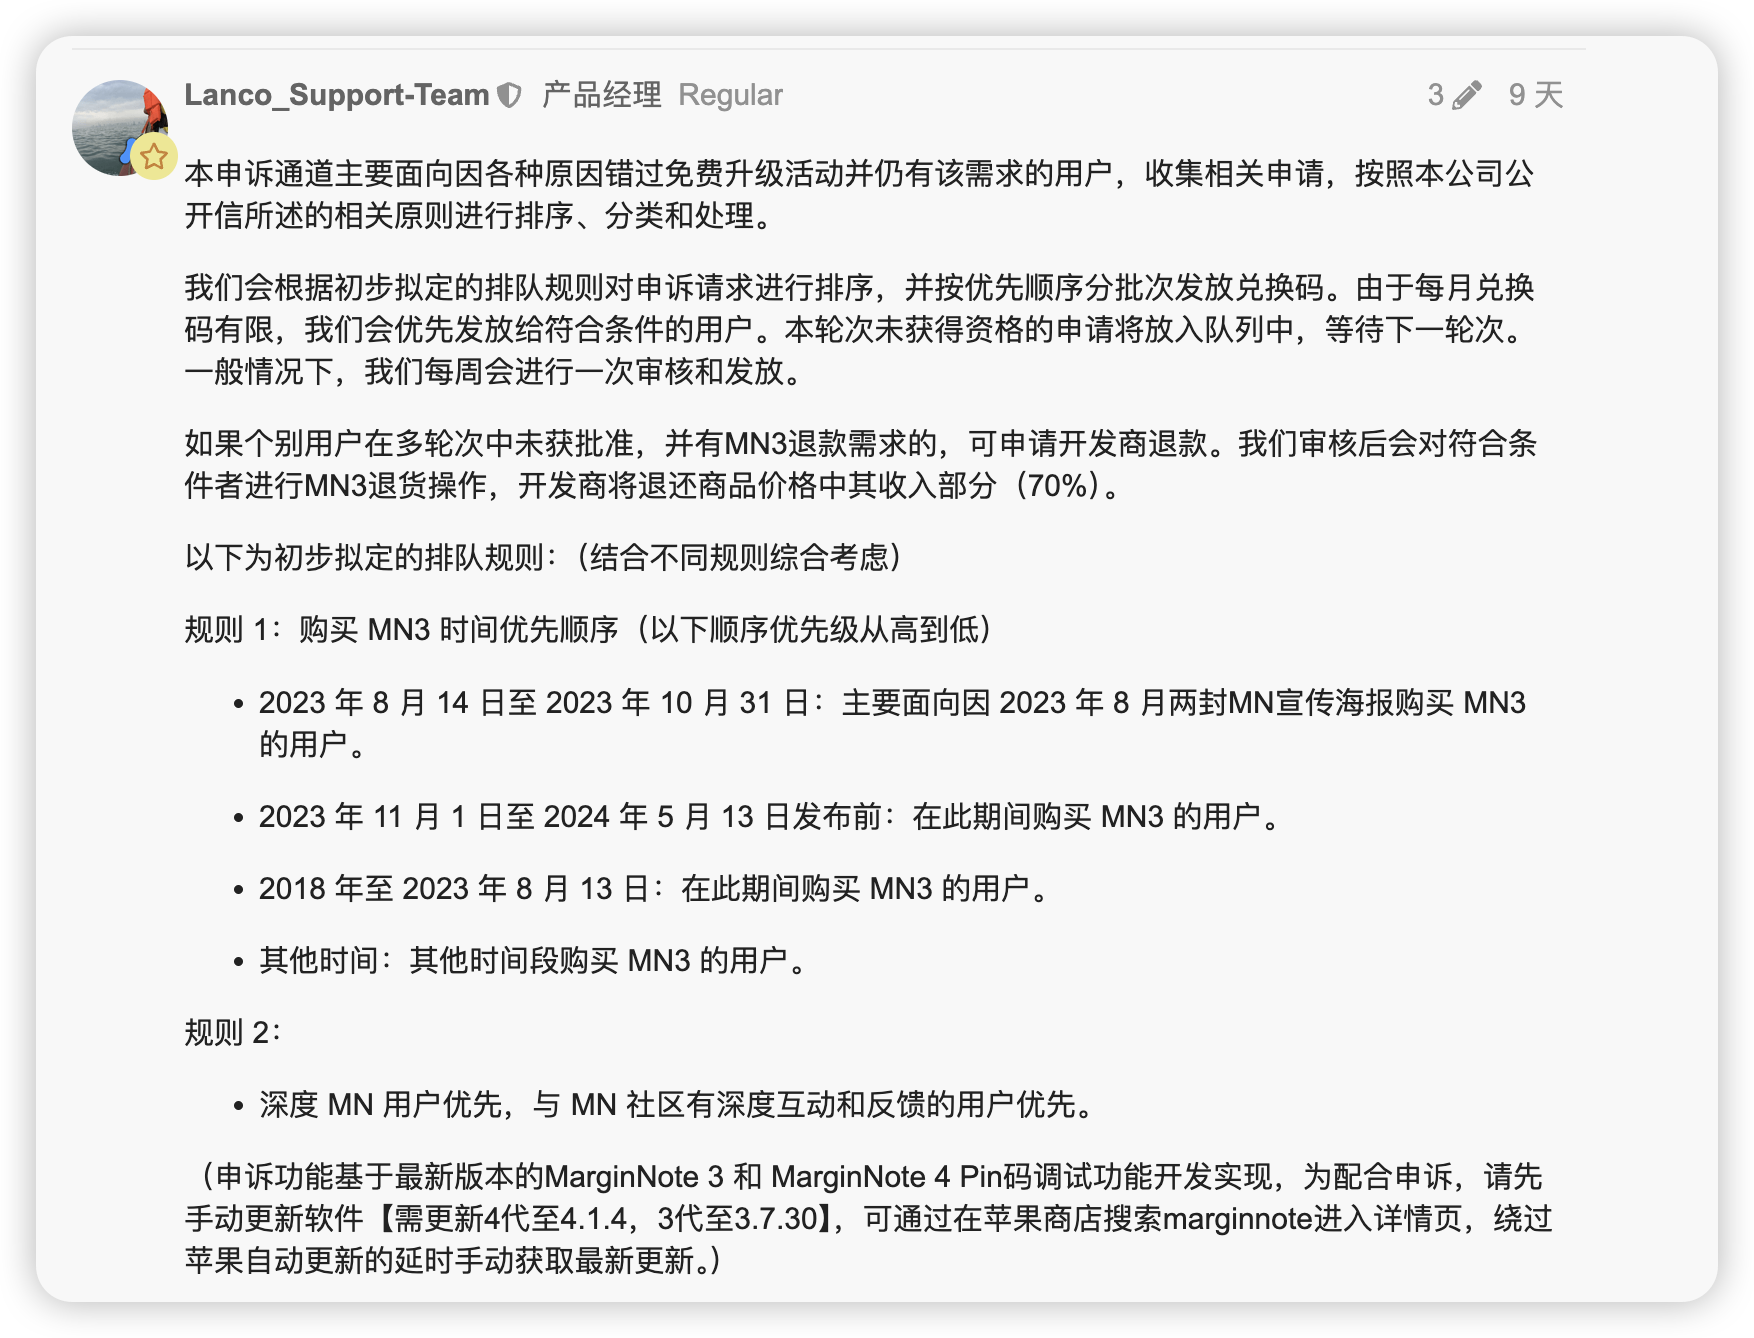 Lanco_Support-Team 产品经理 Regular 3 9 天
本申诉通道主要面向因各种原因错过免费升级活动并仍有该需求的用户，收集相关申请，按照本公司公
开信所述的相关原则进行排序、分类和处理。
我们会根据初步拟定的排队规则对申诉请求进行排序，并按优先顺序分批次发放兑换码。由于每月兑换
码有限，我们会优先发放给符合条件的用户。本轮次未获得资格的申请将放入队列中，等待下一轮次。
一般情况下，我们每周会进行一次审核和发放。
如果个别用户在多轮次中未获批准，并有MN3退款需求的，可申请开发商退款。我们审核后会对符合条
件者进行MN3退货操作，开发商将退还商品价格中其收入部分（70%）。
以下为初步拟定的排队规则：（结合不同规则综合考虑）
规则 1：购买 MN3 时间优先顺序（以下顺序优先级从高到低）
• 2023 年 8 月 14 日至 2023 年 10 月 31 日：主要面向因 2023 年 8 月两封MN宣传海报购买 MN3
的用户。
• 2023 年 11 月 1 日至 2024 年 5 月 13 日发布前：在此期间购买 MN3 的用户。
• 2018 年至 2023 年 8 月 13 日：在此期间购买 MN3 的用户。
• 其他时间：其他时间段购买 MN3 的用户。
规则 2：
• 深度 MN 用户优先，与 MN 社区有深度互动和反馈的用户优先。
（申诉功能基于最新版本的MarginNote 3 和 MarginNote 4 Pin码调试功能开发实现，为配合申诉，请先
手动更新软件【需更新4代至4.1.4，3代至3.7.30】，可通过在苹果商店搜索marginnote进入详情页，绕过
苹果自动更新的延时手动获取最新更新。）